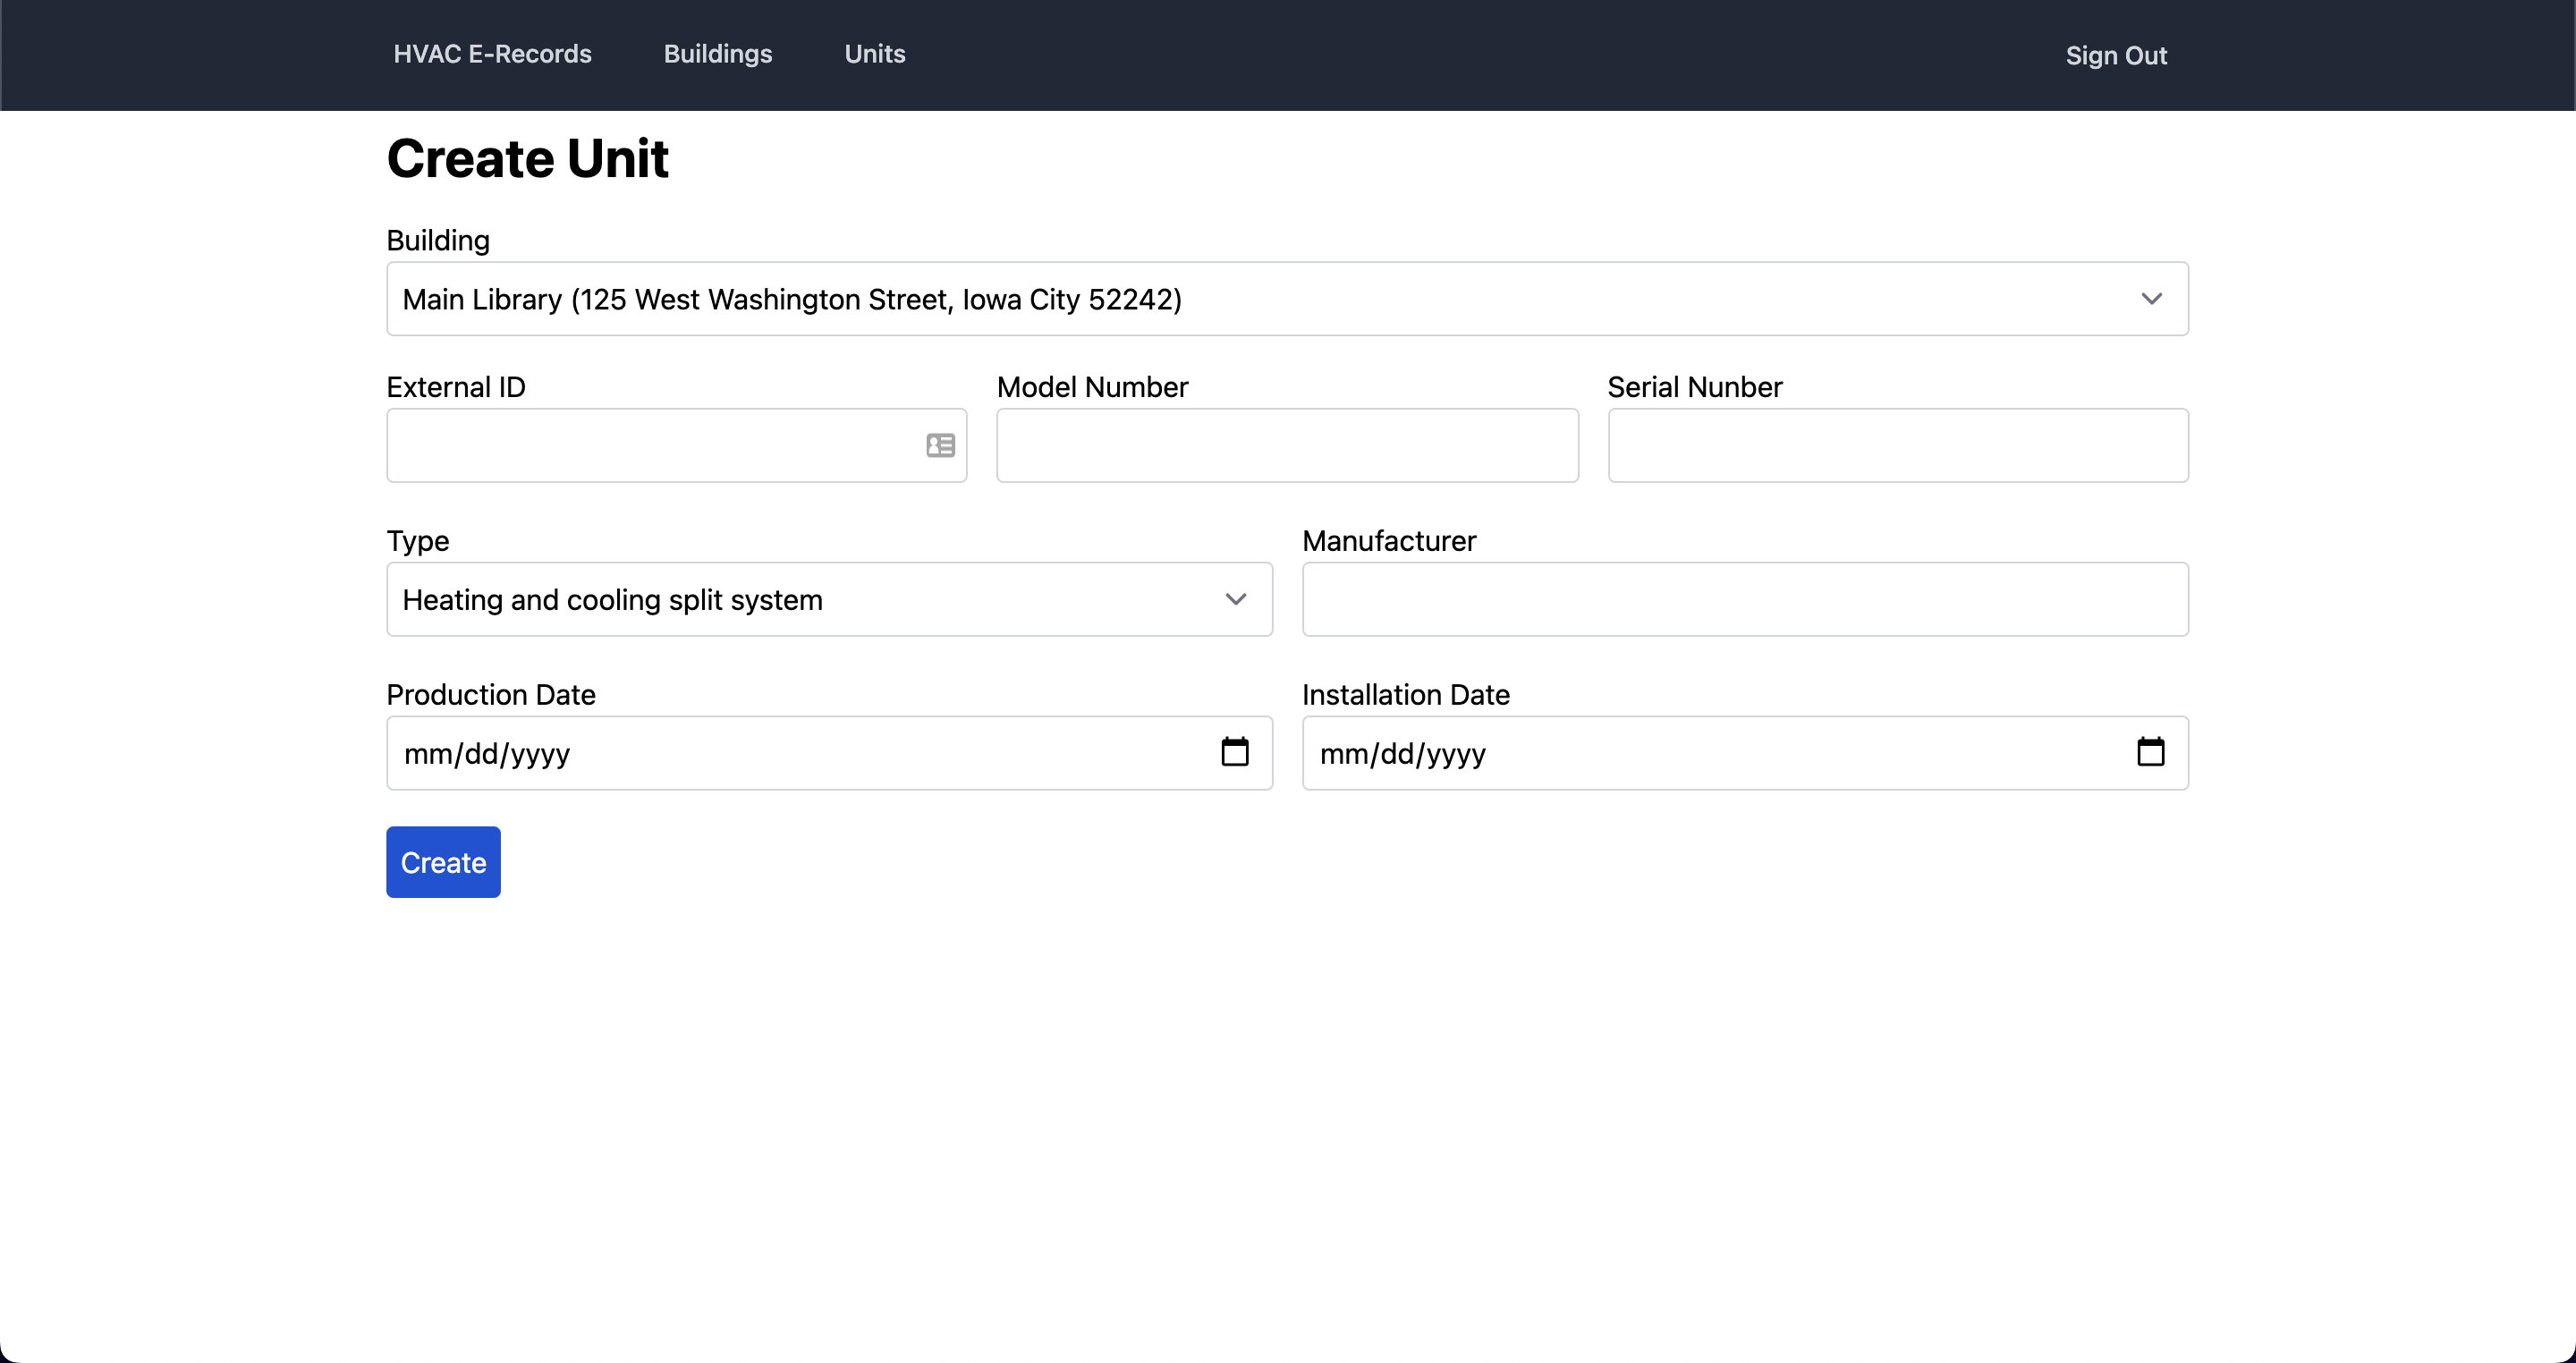 HVAC E-Records Buildings Units Sign Out
Create Unit
Building
Main Library (125 West Washington Street, Iowa City 52242)
External ID Model Number Serial Nunber
Type Manufacturer
Heating and cooling split system
Production Date Installation Date
mm/dd/yyyy mm/dd/yyyy
Create